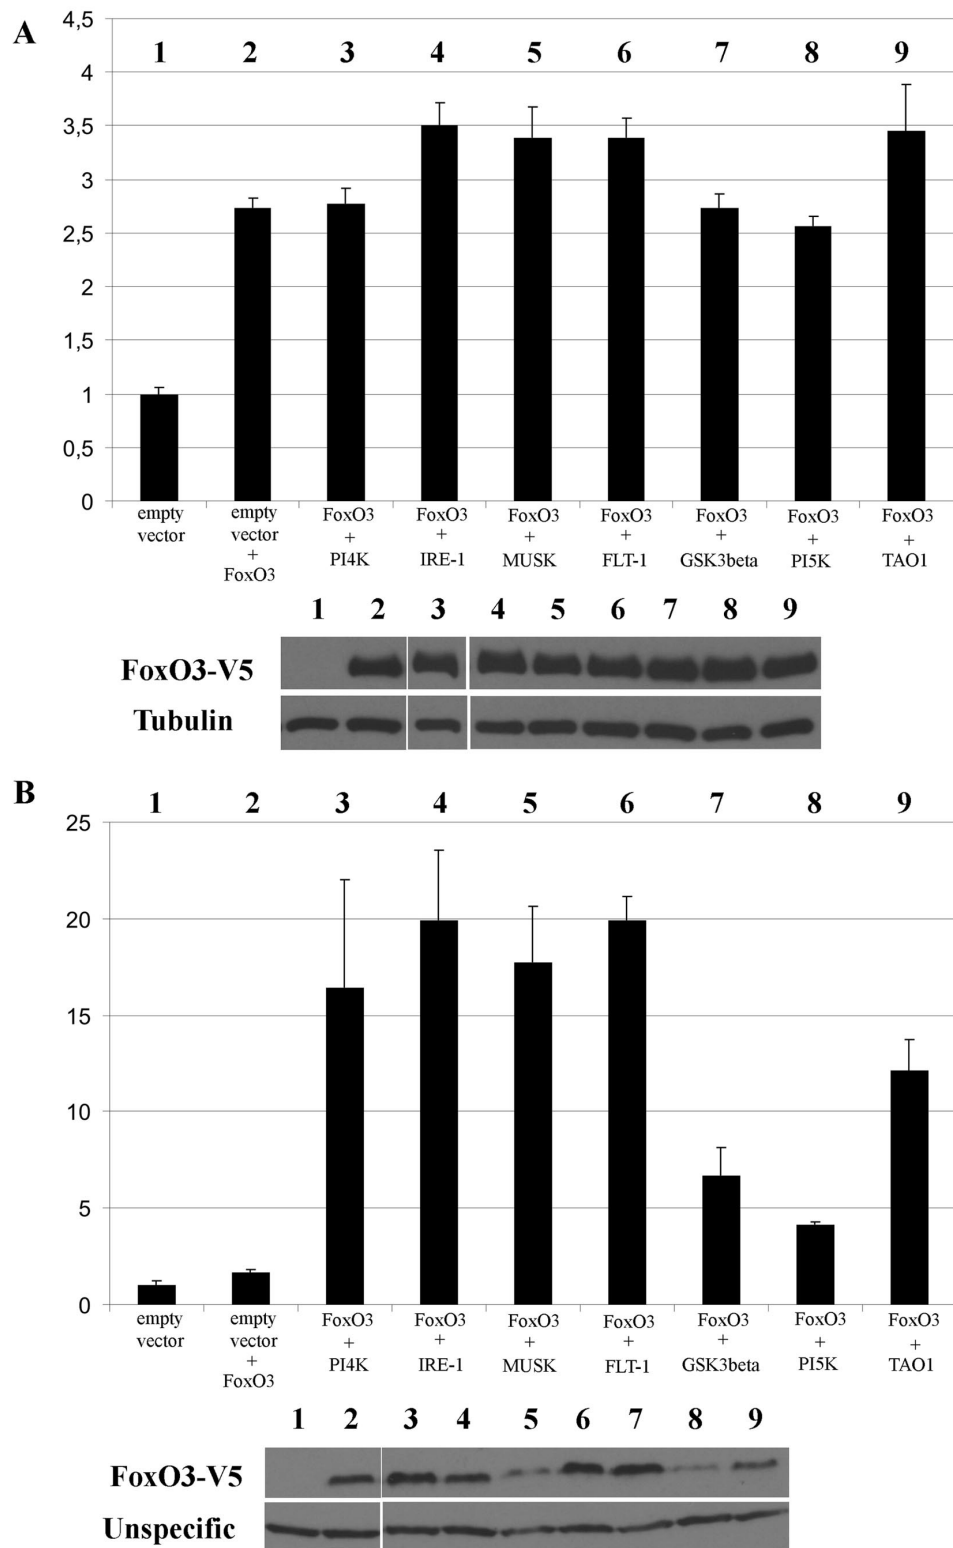 A
4,5
4
3,5
3
2,5
2
1,5
1
0,5
0
1 2 3 4 5 6 7 8 9
empty vector
empty vector + FoxO3
FoxO3 + PI4K
FoxO3 + IRE-1
FoxO3 + MUSK
FoxO3 + FLT-1
FoxO3 + GSK3beta
FoxO3 + PI5K
FoxO3 + TAO1
1 2 3 4 5 6 7 8 9
FoxO3-V5
Tubulin
B
25
20
15
10
5
0
1 2 3 4 5 6 7 8 9
empty vector
empty vector + FoxO3
FoxO3 + PI4K
FoxO3 + IRE-1
FoxO3 + MUSK
FoxO3 + FLT-1
FoxO3 + GSK3beta
FoxO3 + PI5K
FoxO3 + TAO1
1 2 3 4 5 6 7 8 9
FoxO3-V5
Unspecific